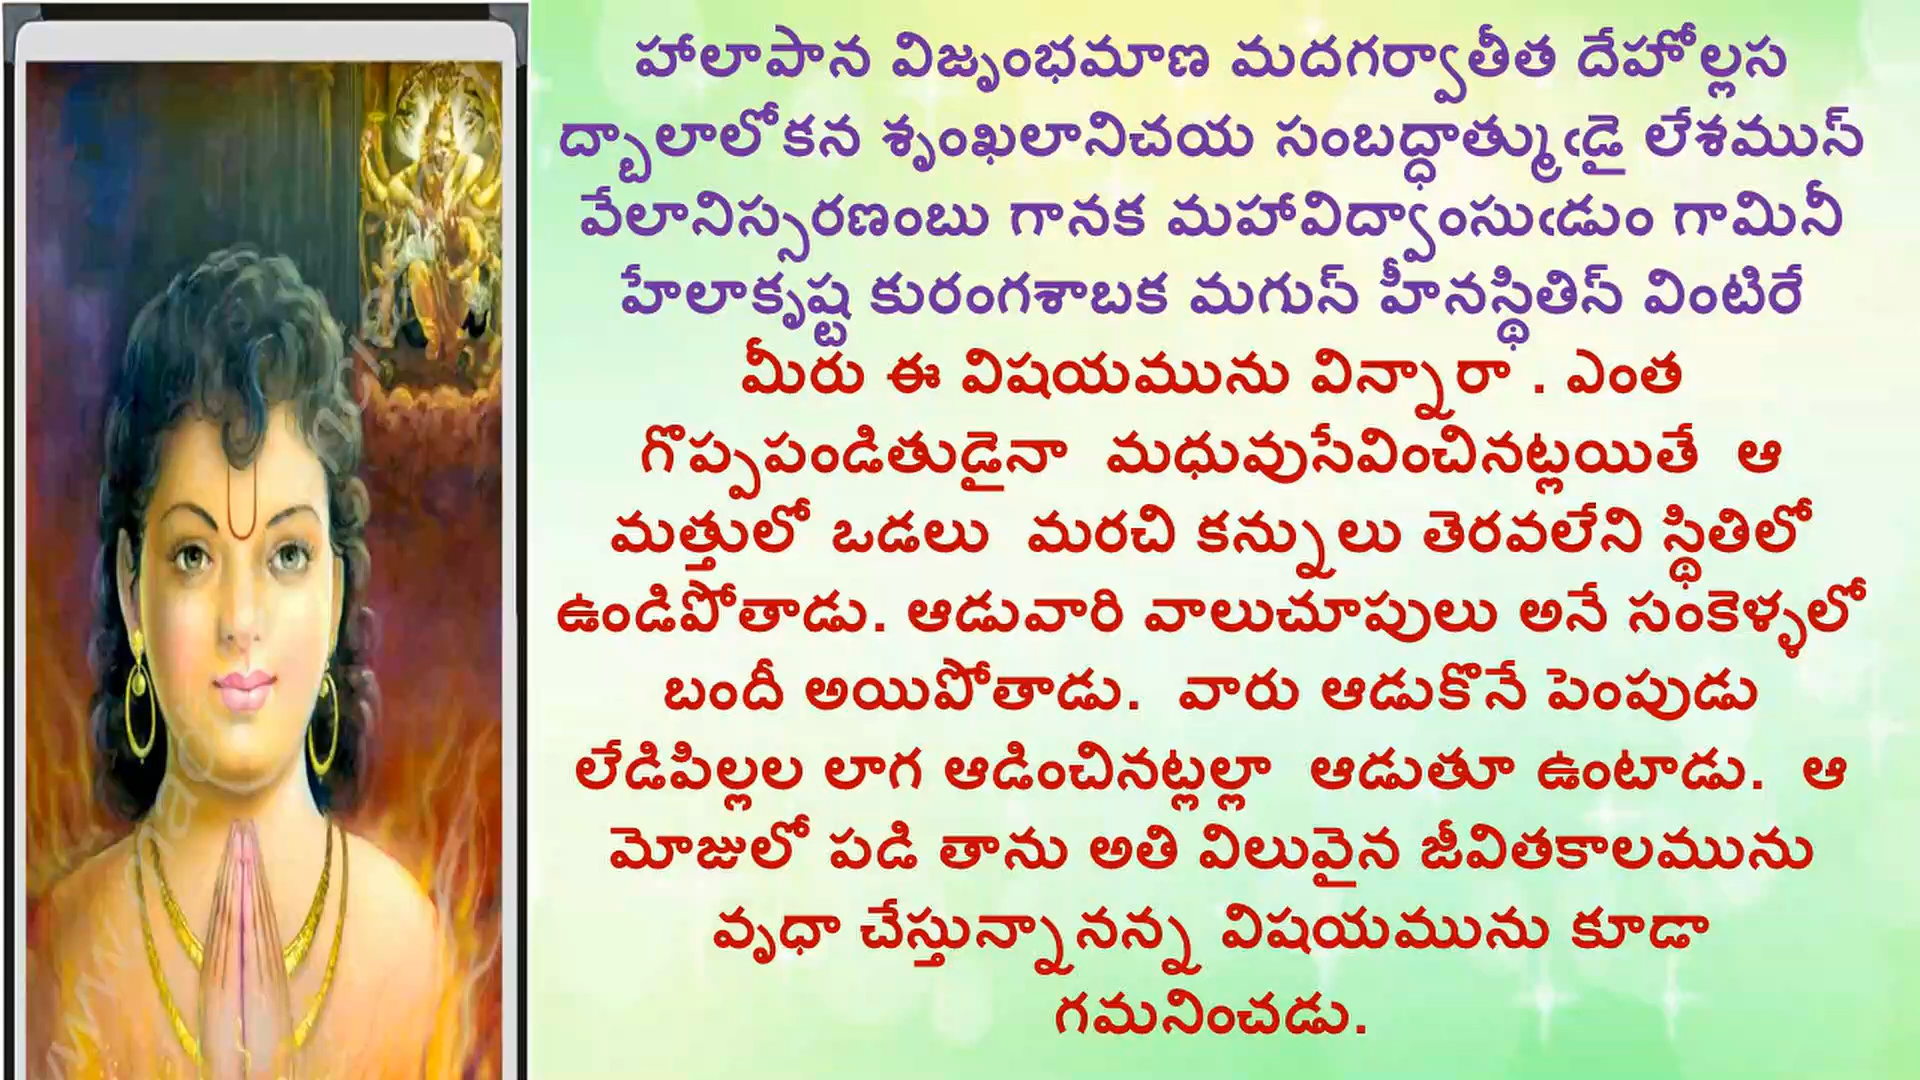 హాలాపాన విజృంభమాణ మదగర్వాతీత దేహోల్లస
ద్బాలాలోకన శృంఖలానిచయ సంబద్ధాత్ముఁడై లేశమున్
వేలానిస్సరణంబు గానక మహావిద్వాంసుఁడుం గామినీ
హేలాకృష్ట కురంగశాబక మగున్ హీనస్థితిన్ వింటిరే
మీరు ఈ విషయమును విన్నారా . ఎంత
గొప్పపండితుడైనా మధువుసేవించినట్లయితే ఆ
మత్తులో ఒడలు మరచి కన్నులు తెరవలేని స్థితిలో
ఉండిపోతాడు. ఆడువారి వాలుచూపులు అనే సంకెళ్ళలో
బందీ అయిపోతాడు. వారు ఆడుకొనే పెంపుడు
లేడిపిల్లల లాగ ఆడించినట్లల్లా ఆడుతూ ఉంటాడు. ఆ
మోజులో పడి తాను అతి విలువైన జీవితకాలమును
వృధా చేస్తున్నానన్న విషయమును కూడా
గమనించడు.